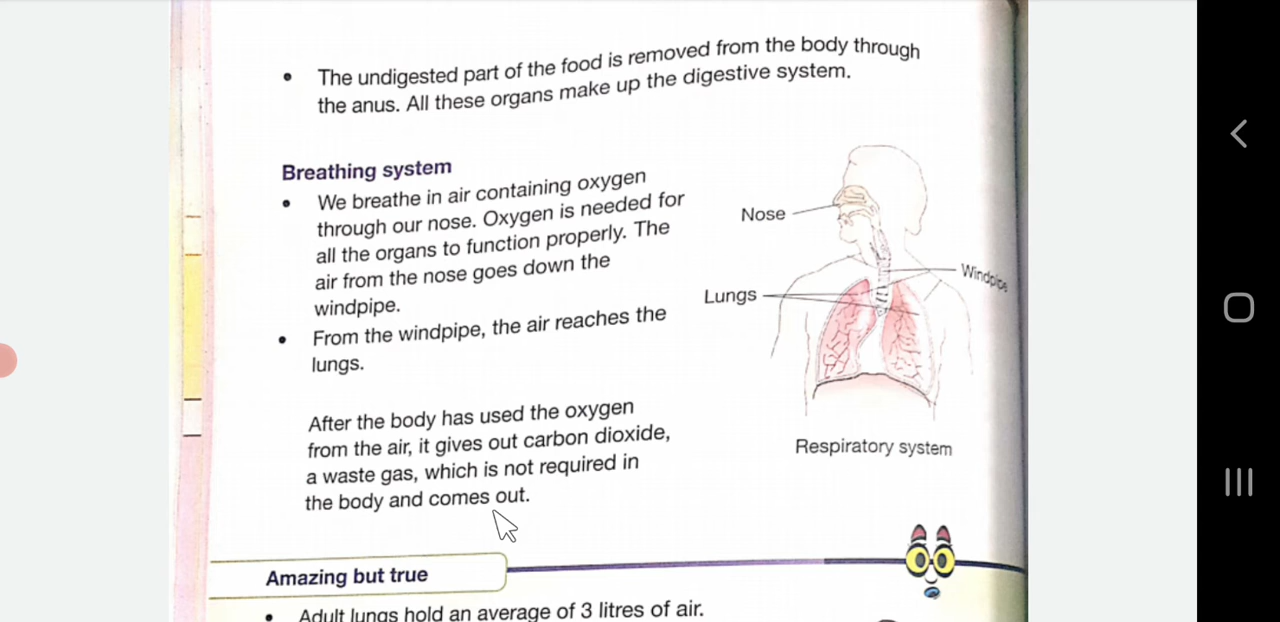 • The undigested part of the food is removed from the body through
the anus. All these organs make up the digestive system.
Breathing system
• We breathe in air containing oxygen
through our nose. Oxygen is needed for
all the organs to function properly. The
air from the nose goes down the
windpipe.
• From the windpipe, the air reaches the
lungs.
After the body has used the oxygen
from the air, it gives out carbon dioxide,
a waste gas, which is not required in
the body and comes out.
Nose
Windpipe
Lungs
Respiratory system
Amazing but true
• Adult lungs hold an average of 3 litres of air.